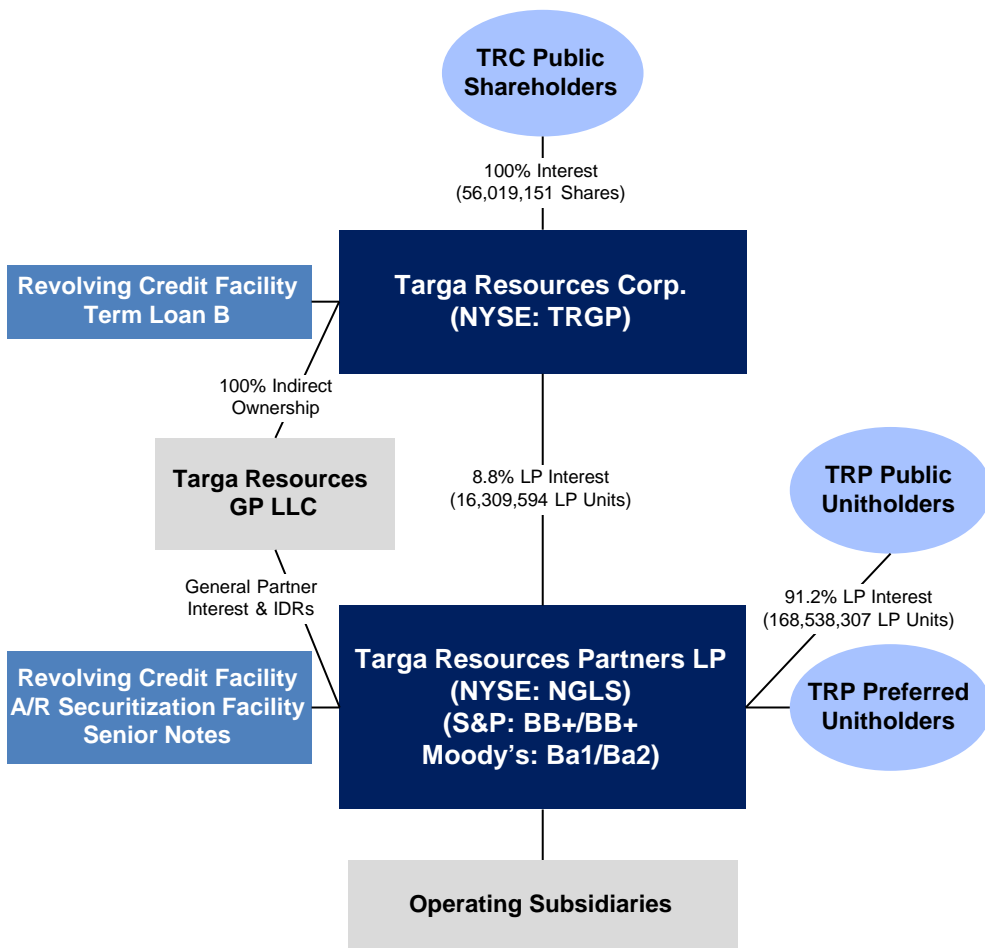 TRC Public
Shareholders
100% Interest
(56,019,151 Shares)
Revolving Credit Facility
Term Loan B
Targa Resources Corp.
(NYSE: TRGP)
100% Indirect
Ownership
Targa Resources
GP LLC
8.8% LP Interest
(16,309,594 LP Units)
TRP Public
Unitholders
General Partner
Interest & IDRs
91.2% LP Interest
(168,538,307 LP Units)
Revolving Credit Facility
A/R Securitization Facility
Senior Notes
Targa Resources Partners LP
(NYSE: NGLS)
(S&P: BB+/BB+
Moody’s: Ba1/Ba2)
TRP Preferred
Unitholders
Operating Subsidiaries